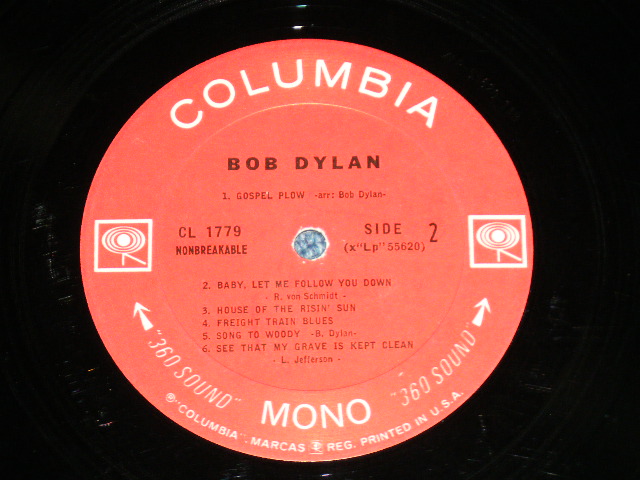 COLUMBIA
BOB DYLAN
1. GOSPEL PLOW -arr: Bob Dylan-
CL 1779
NONBREAKABLE
SIDE 2
(x"Lp"55620)
2. BABY, LET ME FOLLOW YOU DOWN
- R. von Schmidt -
3. HOUSE OF THE RISIN' SUN
4. FREIGHT TRAIN BLUES
5. SONG TO WOODY -B. Dylan-
6. SEE THAT MY GRAVE IS KEPT CLEAN
- L. Jefferson -
"360 SOUND"
"360 SOUND"
MONO
℗"COLUMBIA". MARCAS REG. PRINTED IN U.S.A.